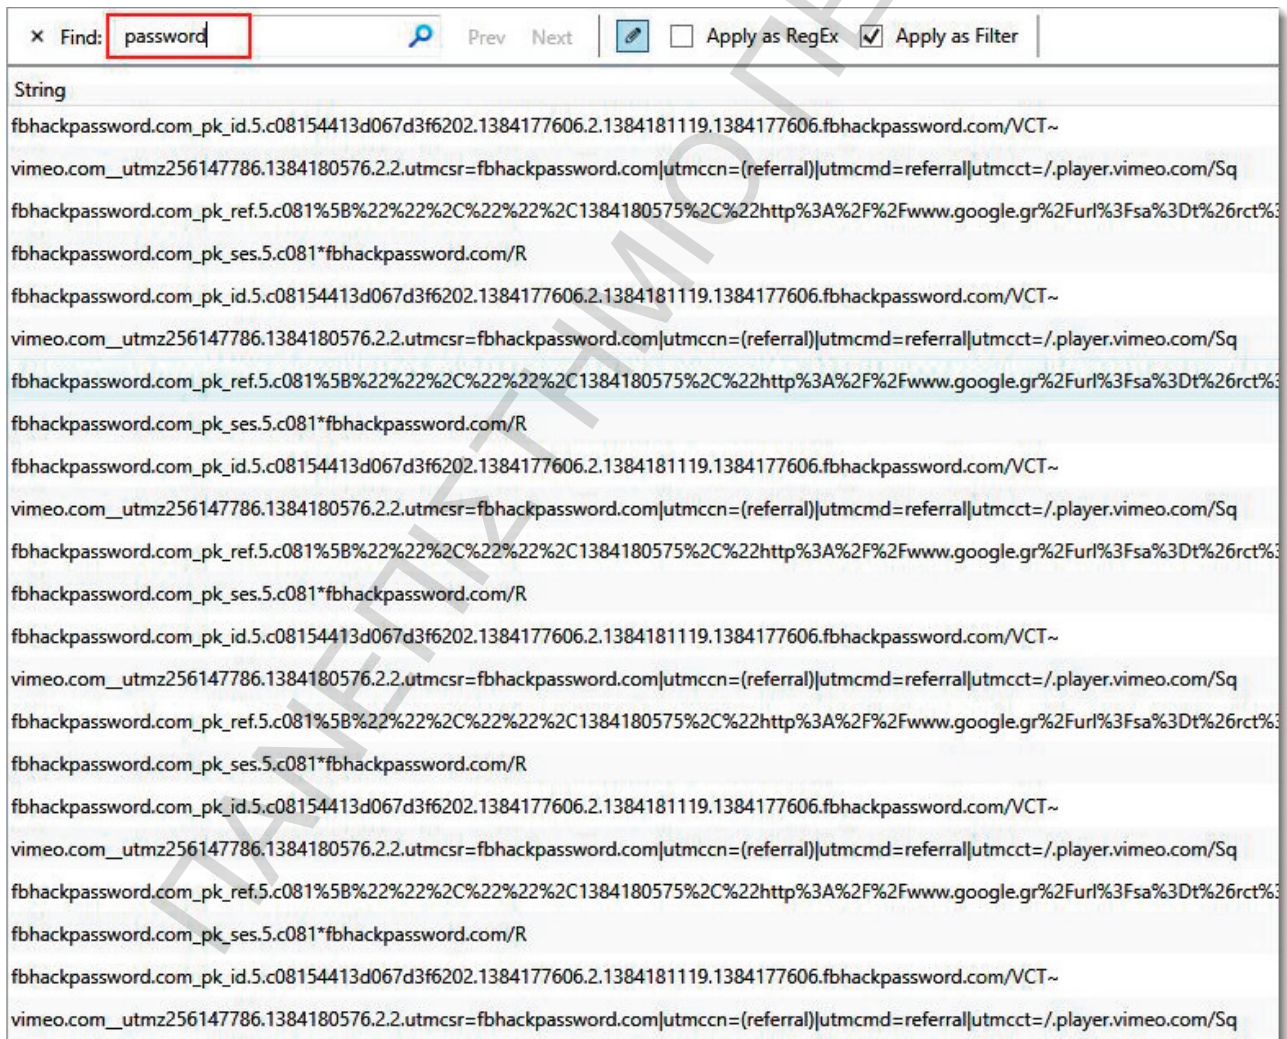 × Find: password Prev Next Apply as RegEx Apply as Filter
String
fbhackpassword.com_pk_id.5.c08154413d067d3f6202.1384177606.2.1384181119.1384177606.fbhackpassword.com/VCT~
vimeo.com__utmz256147786.1384180576.2.2.utmcsr=fbhackpassword.com|utmccn=(referral)|utmcmd=referral|utmcct=/.player.vimeo.com/Sq
fbhackpassword.com_pk_ref.5.c081%5B%22%22%2C%22%22%2C1384180575%2C%22http%3A%2F%2Fwww.google.gr%2Furl%3Fsa%3Dt%26rct%3
fbhackpassword.com_pk_ses.5.c081*fbhackpassword.com/R
fbhackpassword.com_pk_id.5.c08154413d067d3f6202.1384177606.2.1384181119.1384177606.fbhackpassword.com/VCT~
vimeo.com__utmz256147786.1384180576.2.2.utmcsr=fbhackpassword.com|utmccn=(referral)|utmcmd=referral|utmcct=/.player.vimeo.com/Sq
fbhackpassword.com_pk_ref.5.c081%5B%22%22%2C%22%22%2C1384180575%2C%22http%3A%2F%2Fwww.google.gr%2Furl%3Fsa%3Dt%26rct%3
fbhackpassword.com_pk_ses.5.c081*fbhackpassword.com/R
fbhackpassword.com_pk_id.5.c08154413d067d3f6202.1384177606.2.1384181119.1384177606.fbhackpassword.com/VCT~
vimeo.com__utmz256147786.1384180576.2.2.utmcsr=fbhackpassword.com|utmccn=(referral)|utmcmd=referral|utmcct=/.player.vimeo.com/Sq
fbhackpassword.com_pk_ref.5.c081%5B%22%22%2C%22%22%2C1384180575%2C%22http%3A%2F%2Fwww.google.gr%2Furl%3Fsa%3Dt%26rct%3
fbhackpassword.com_pk_ses.5.c081*fbhackpassword.com/R
fbhackpassword.com_pk_id.5.c08154413d067d3f6202.1384177606.2.1384181119.1384177606.fbhackpassword.com/VCT~
vimeo.com__utmz256147786.1384180576.2.2.utmcsr=fbhackpassword.com|utmccn=(referral)|utmcmd=referral|utmcct=/.player.vimeo.com/Sq
fbhackpassword.com_pk_ref.5.c081%5B%22%22%2C%22%22%2C1384180575%2C%22http%3A%2F%2Fwww.google.gr%2Furl%3Fsa%3Dt%26rct%3
fbhackpassword.com_pk_ses.5.c081*fbhackpassword.com/R
fbhackpassword.com_pk_id.5.c08154413d067d3f6202.1384177606.2.1384181119.1384177606.fbhackpassword.com/VCT~
vimeo.com__utmz256147786.1384180576.2.2.utmcsr=fbhackpassword.com|utmccn=(referral)|utmcmd=referral|utmcct=/.player.vimeo.com/Sq
fbhackpassword.com_pk_ref.5.c081%5B%22%22%2C%22%22%2C1384180575%2C%22http%3A%2F%2Fwww.google.gr%2Furl%3Fsa%3Dt%26rct%3
fbhackpassword.com_pk_ses.5.c081*fbhackpassword.com/R
fbhackpassword.com_pk_id.5.c08154413d067d3f6202.1384177606.2.1384181119.1384177606.fbhackpassword.com/VCT~
vimeo.com__utmz256147786.1384180576.2.2.utmcsr=fbhackpassword.com|utmccn=(referral)|utmcmd=referral|utmcct=/.player.vimeo.com/Sq
ΠΑΝΕΠΙΣΤΗΜΙΟ ΠΕ